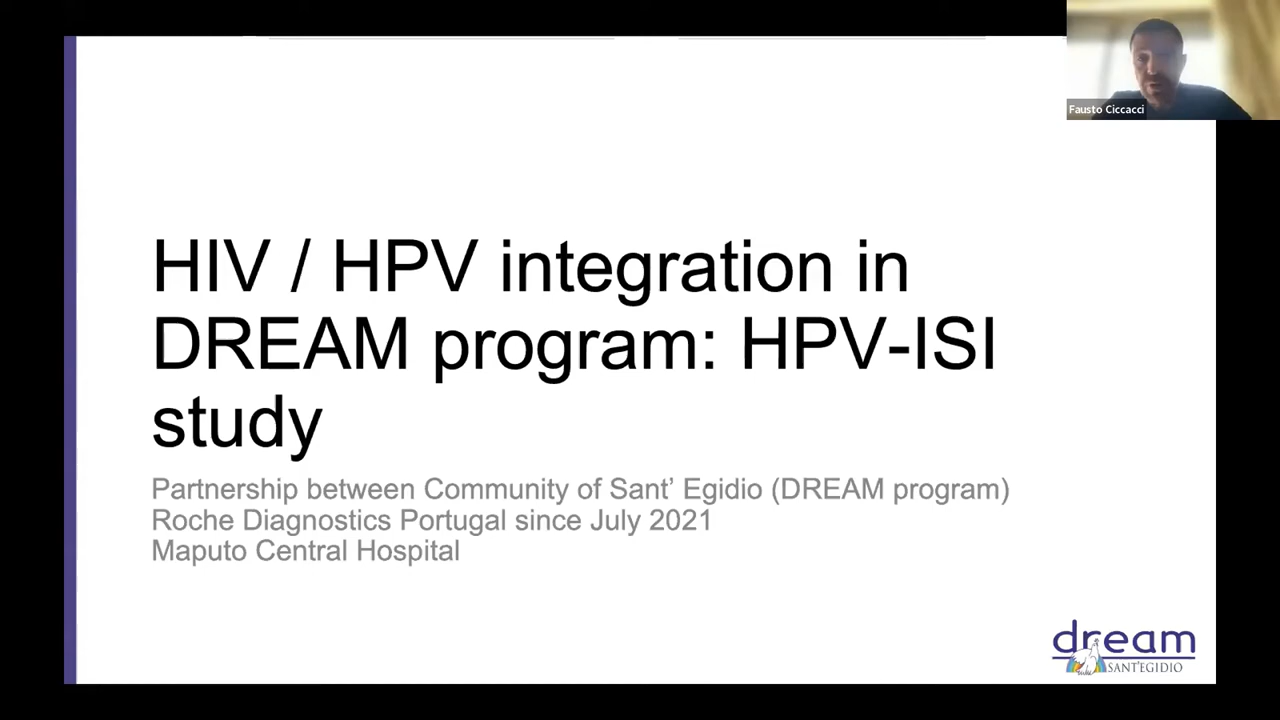 Fausto Ciccacci
HIV / HPV integration in
DREAM program: HPV-ISI
study
Partnership between Community of Sant’ Egidio (DREAM program)
Roche Diagnostics Portugal since July 2021
Maputo Central Hospital
dream
SANT'EGIDIO